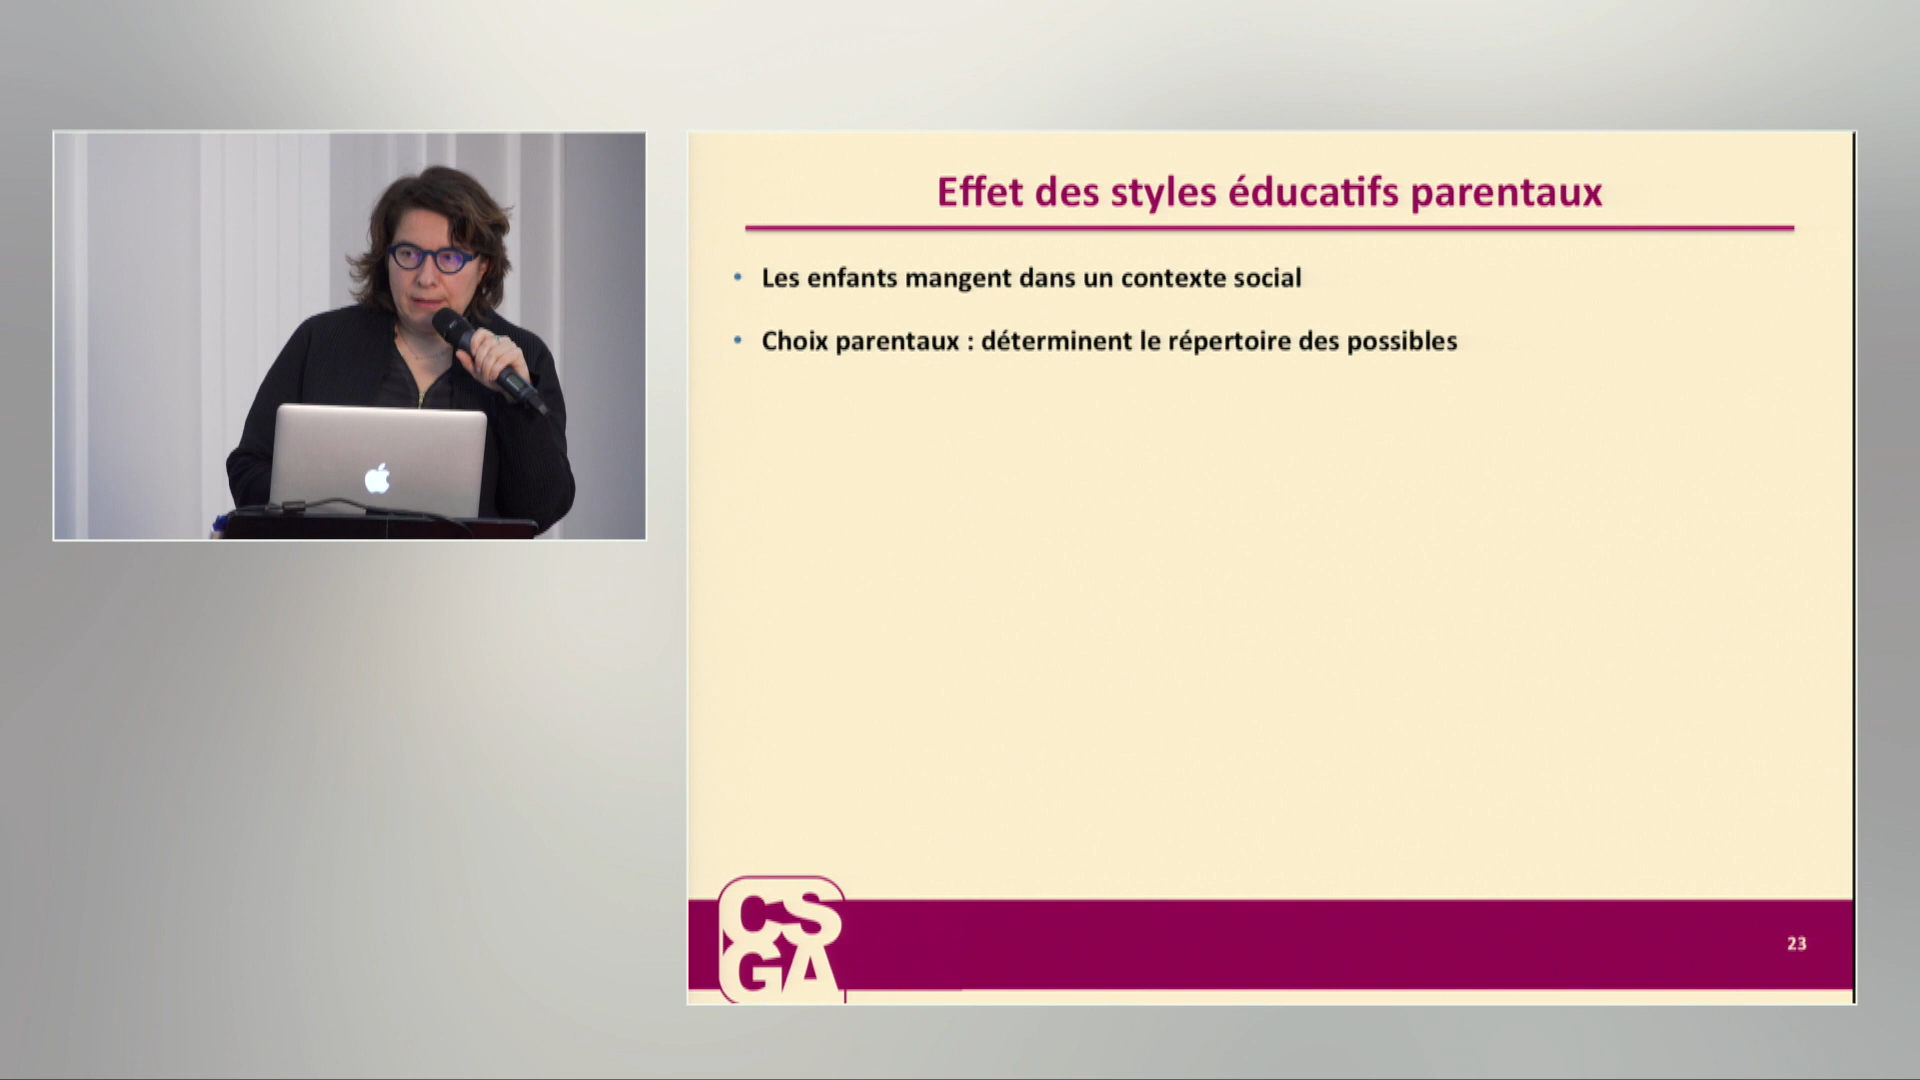 Effet des styles éducatifs parentaux
• Les enfants mangent dans un contexte social
• Choix parentaux : déterminent le répertoire des possibles
CS
GA
23